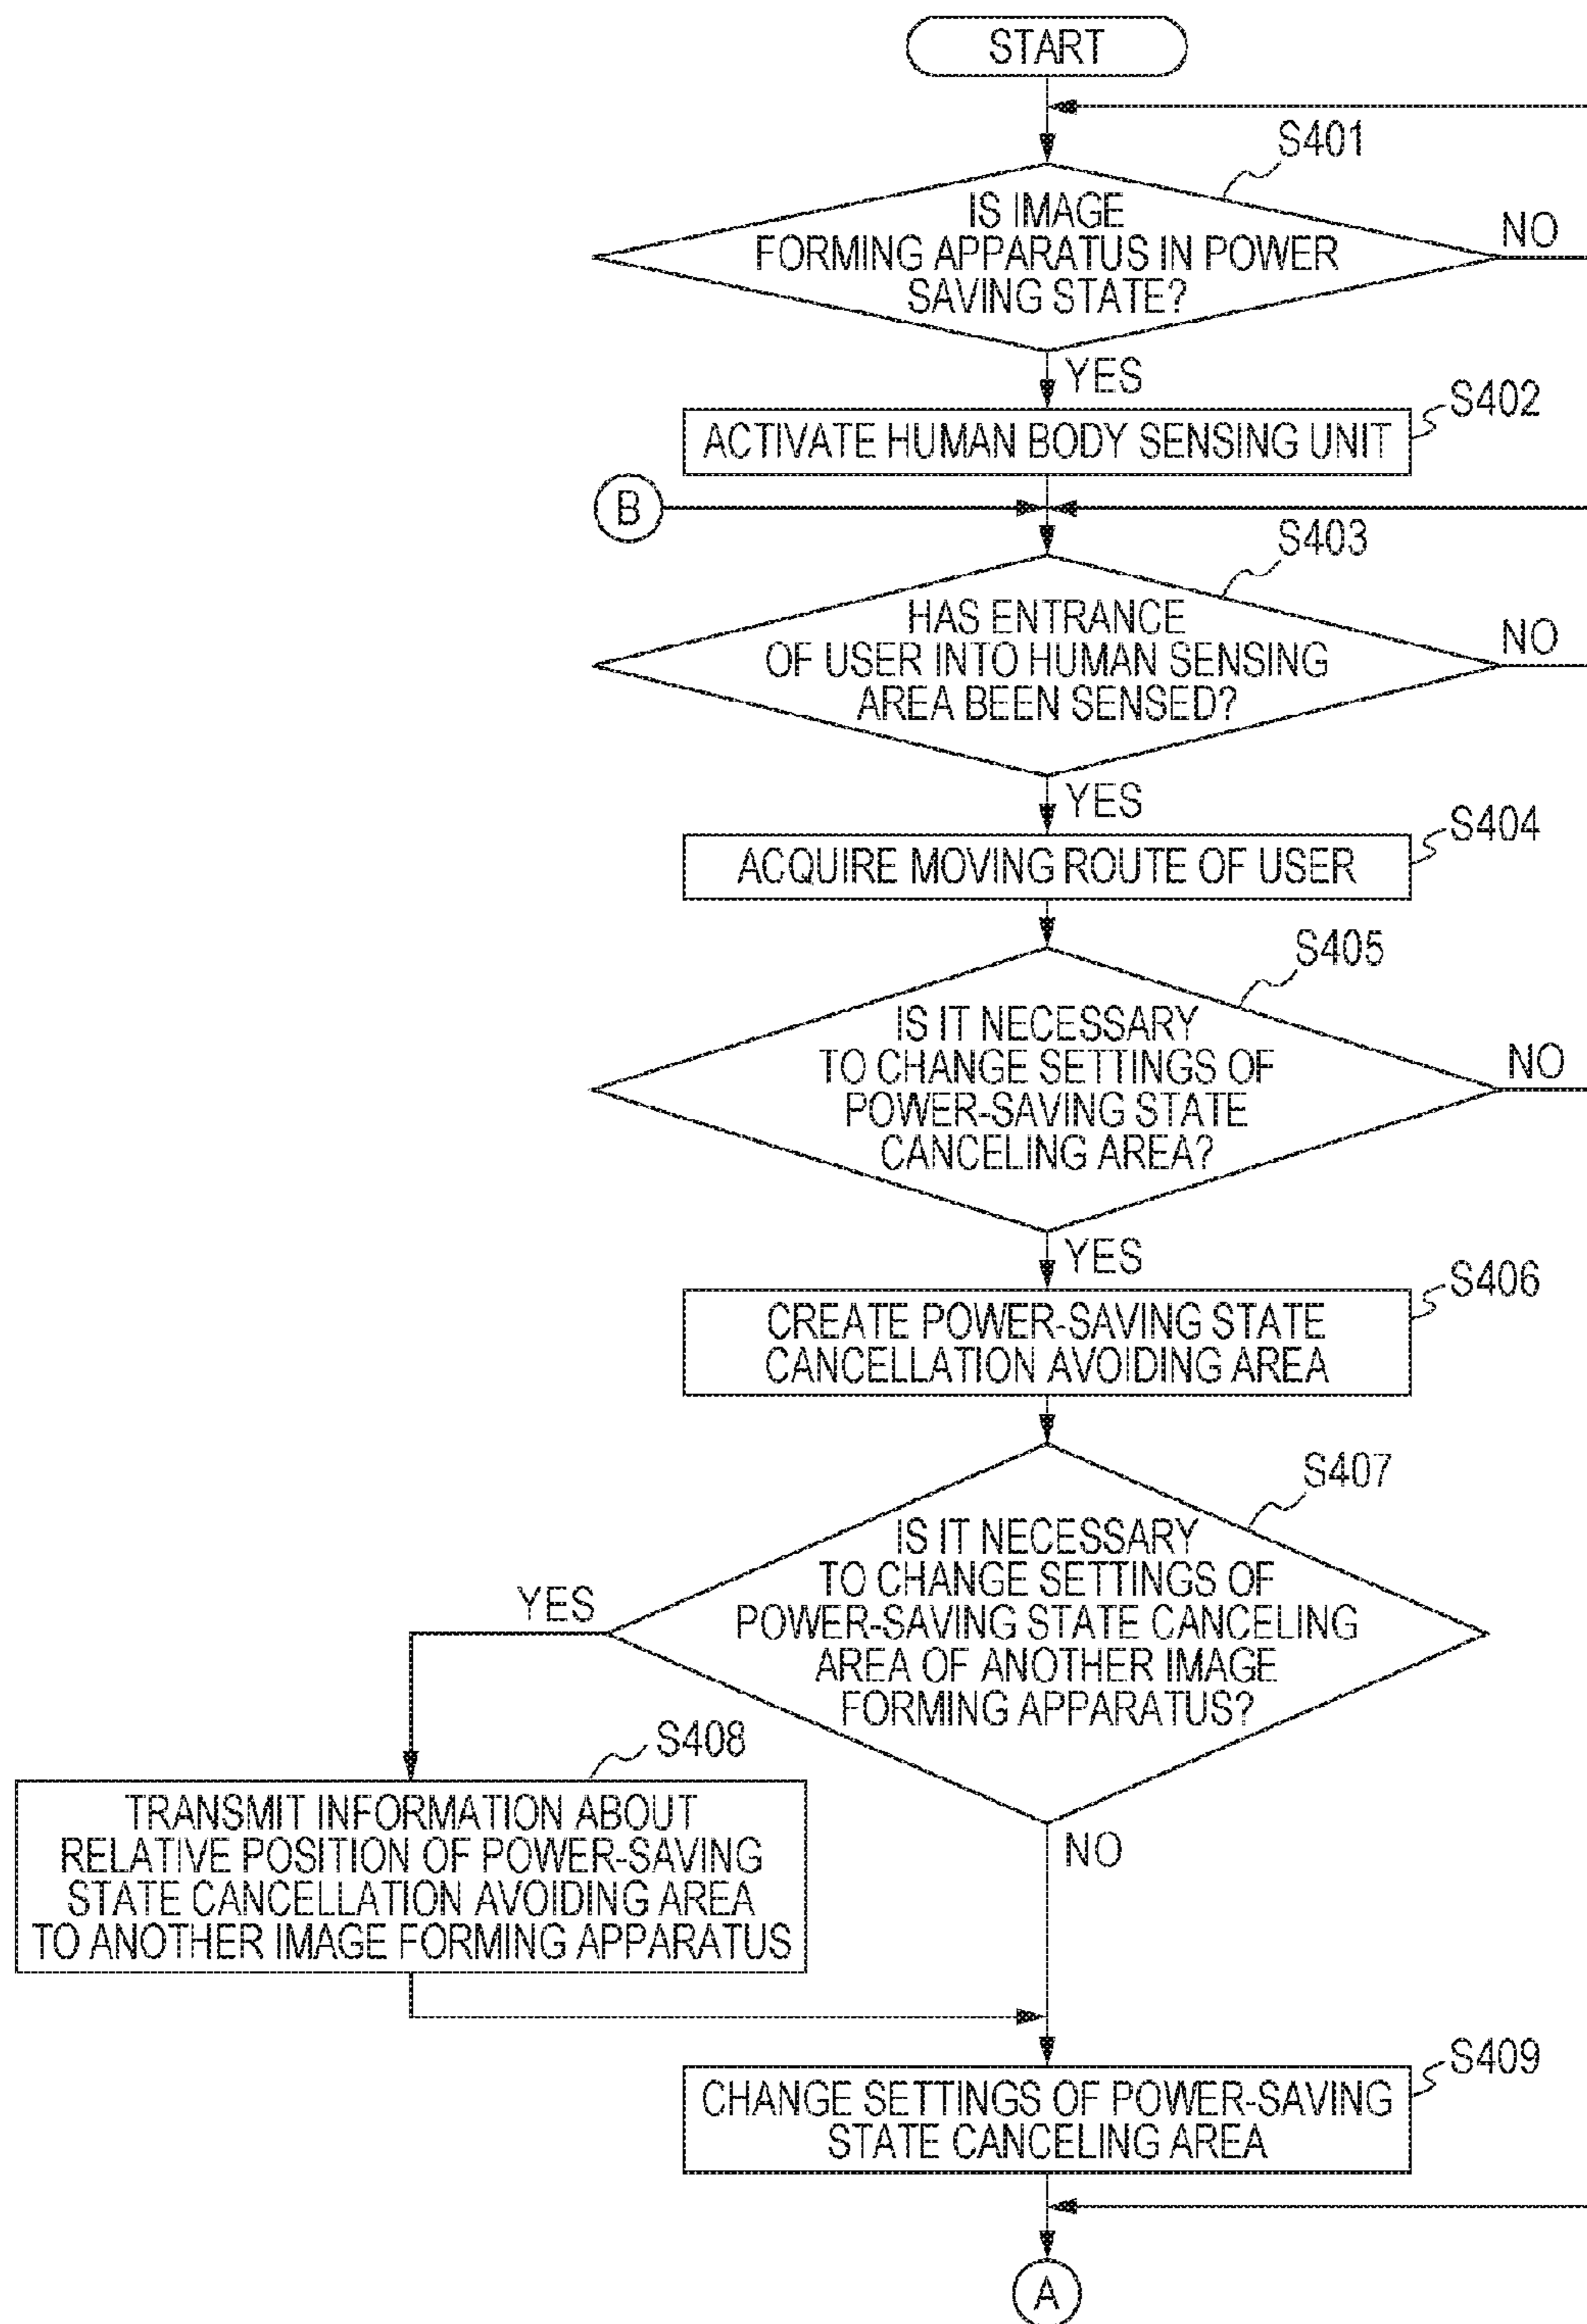 START
S401
IS IMAGE
FORMING APPARATUS IN POWER
SAVING STATE?
NO
YES
S402
ACTIVATE HUMAN BODY SENSING UNIT
B
S403
HAS ENTRANCE
OF USER INTO HUMAN SENSING
AREA BEEN SENSED?
NO
YES
S404
ACQUIRE MOVING ROUTE OF USER
S405
IS IT NECESSARY
TO CHANGE SETTINGS OF
POWER-SAVING STATE
CANCELING AREA?
NO
YES
S406
CREATE POWER-SAVING STATE
CANCELLATION AVOIDING AREA
S407
IS IT NECESSARY
TO CHANGE SETTINGS OF
POWER-SAVING STATE CANCELING
AREA OF ANOTHER IMAGE
FORMING APPARATUS?
YES
S408
TRANSMIT INFORMATION ABOUT
RELATIVE POSITION OF POWER-SAVING
STATE CANCELLATION AVOIDING AREA
TO ANOTHER IMAGE FORMING APPARATUS
NO
S409
CHANGE SETTINGS OF POWER-SAVING
STATE CANCELING AREA
A